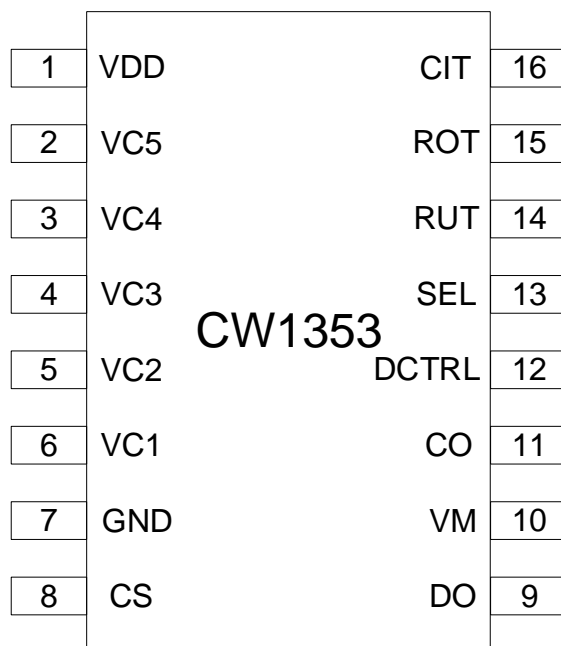 1 VDD CIT 16
2 VC5 ROT 15
3 VC4 RUT 14
4 VC3 SEL 13
CW1353
5 VC2 DCTRL 12
6 VC1 CO 11
7 GND VM 10
8 CS DO 9